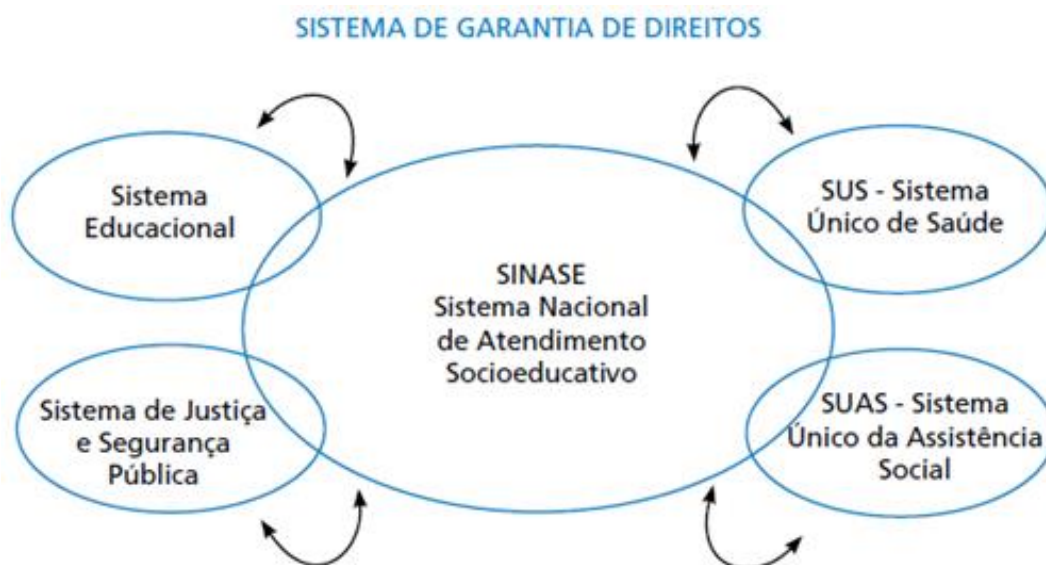 SISTEMA DE GARANTIA DE DIREITOS
Sistema
Educacional
SUS - Sistema
Único de Saúde
SINASE
Sistema Nacional
de Atendimento
Socioeducativo
Sistema de Justiça
e Segurança
Pública
SUAS - Sistema
Único da Assistência
Social